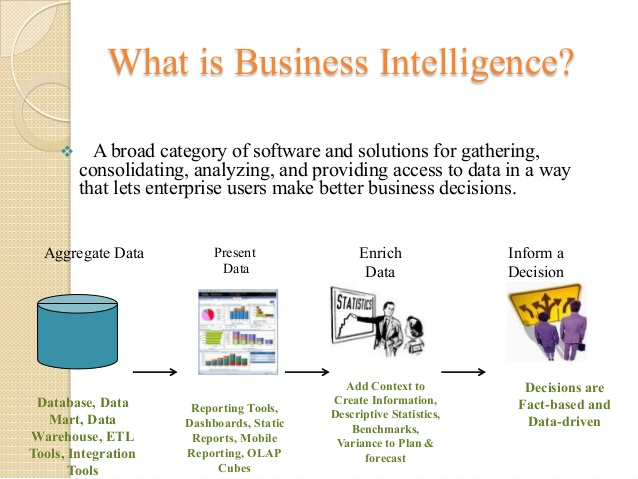 What is Business Intelligence?
A broad category of software and solutions for gathering,
consolidating, analyzing, and providing access to data in a way
that lets enterprise users make better business decisions.
Aggregate Data
Present
Data
Enrich
Data
Inform a
Decision
STATISTICS
Database, Data
Mart, Data
Warehouse, ETL
Tools, Integration
Tools
Reporting Tools,
Dashboards, Static
Reports, Mobile
Reporting, OLAP
Cubes
Add Context to
Create Information,
Descriptive Statistics,
Benchmarks,
Variance to Plan &
forecast
Decisions are
Fact-based and
Data-driven